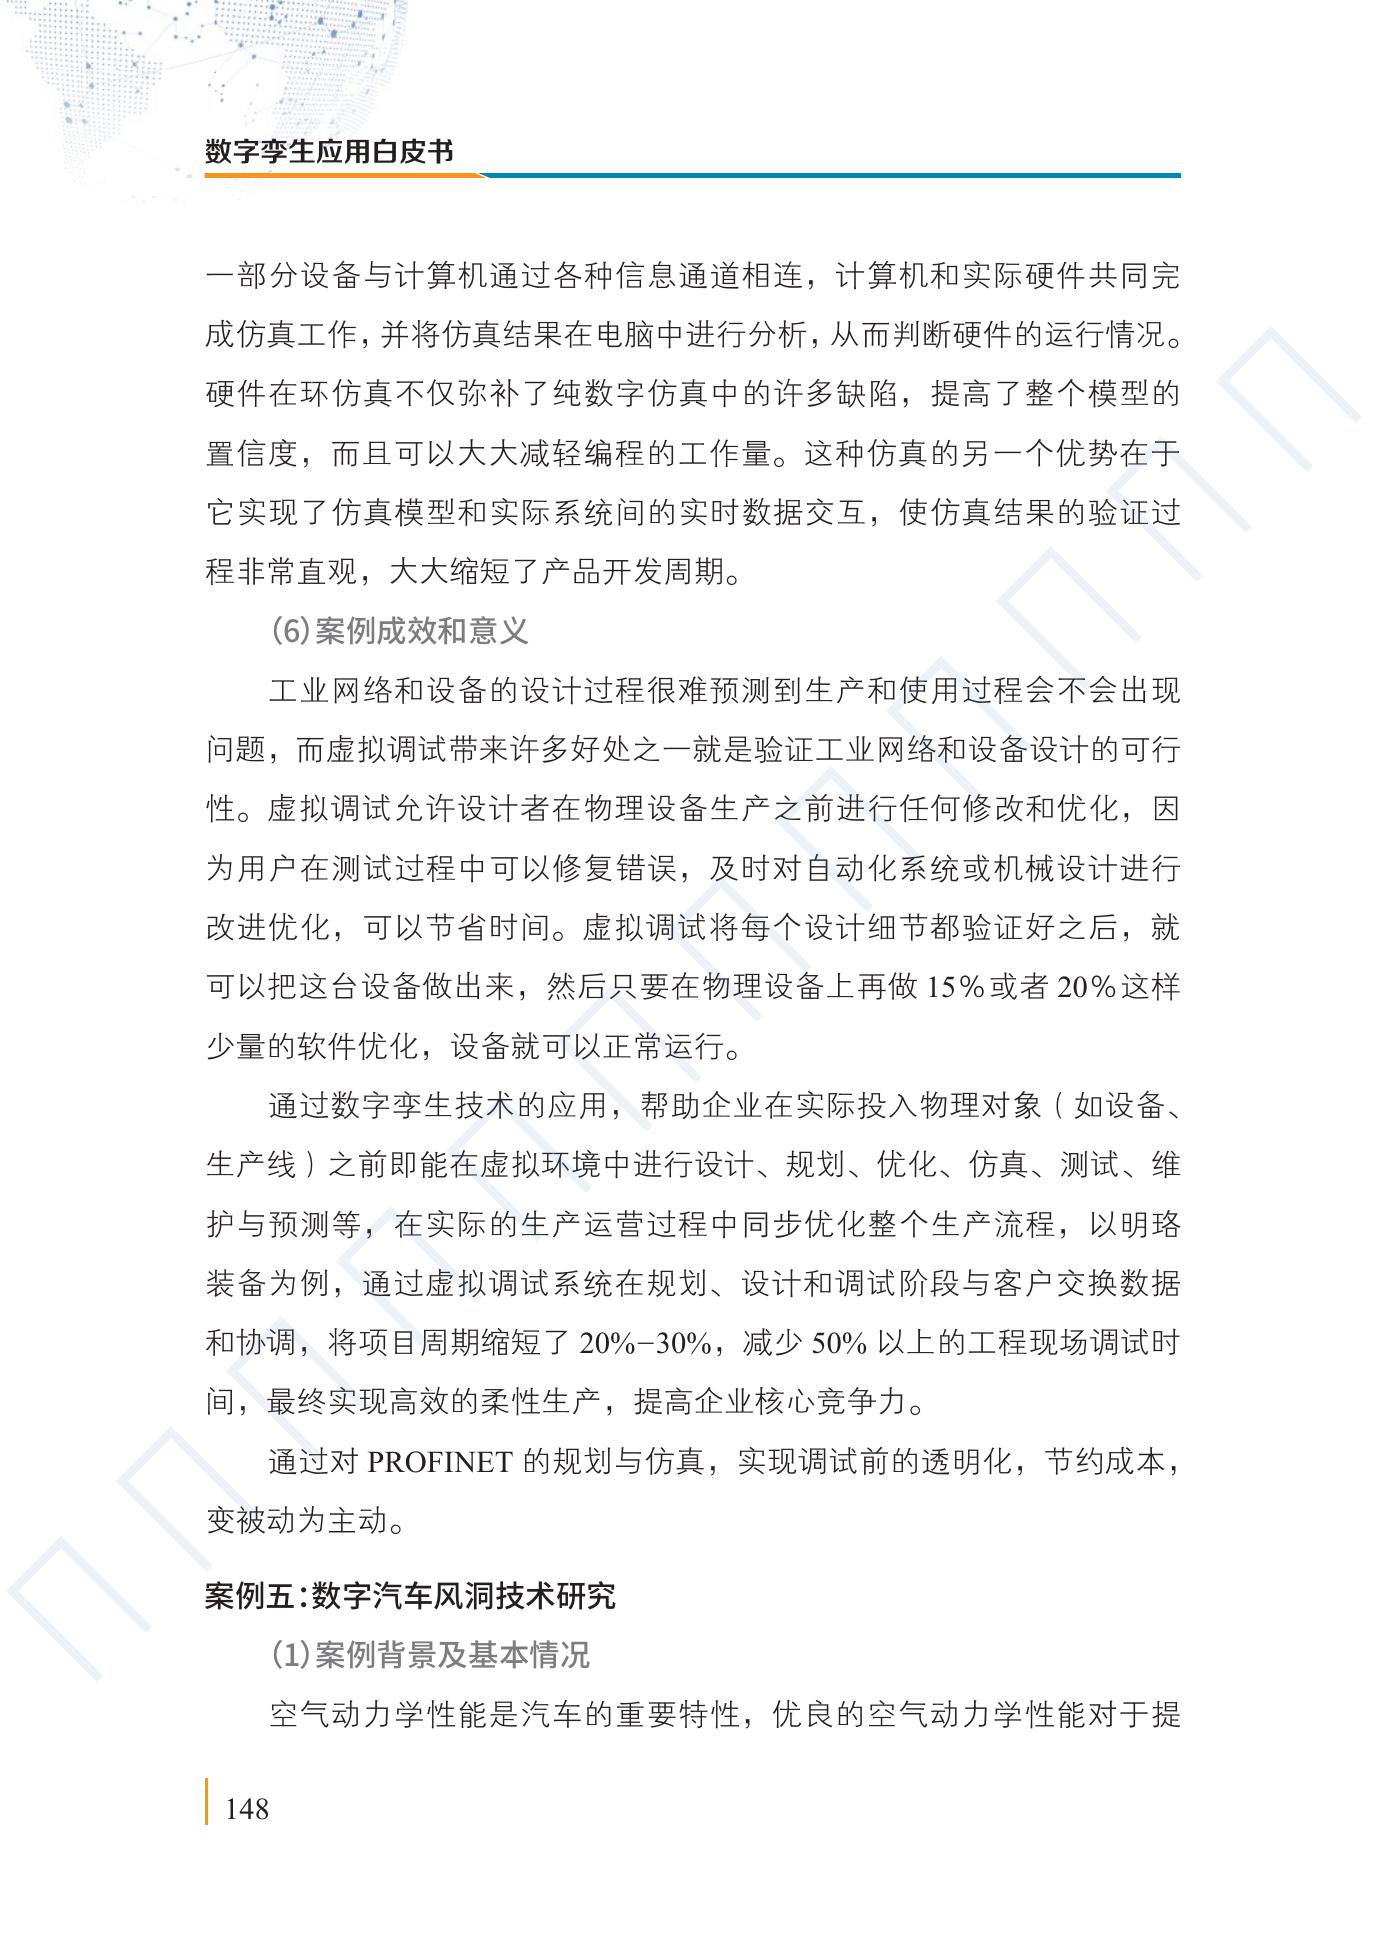 数字孪生应用白皮书
一部分设备与计算机通过各种信息通道相连，计算机和实际硬件共同完
成仿真工作，并将仿真结果在电脑中进行分析，从而判断硬件的运行情况。
硬件在环仿真不仅弥补了纯数字仿真中的许多缺陷，提高了整个模型的
置信度，而且可以大大减轻编程的工作量。这种仿真的另一个优势在于
它实现了仿真模型和实际系统间的实时数据交互，使仿真结果的验证过
程非常直观，大大缩短了产品开发周期。
（6）案例成效和意义
工业网络和设备的设计过程很难预测到生产和使用过程会不会出现
问题，而虚拟调试带来许多好处之一就是验证工业网络和设备设计的可行
性。虚拟调试允许设计者在物理设备生产之前进行任何修改和优化，因
为用户在测试过程中可以修复错误，及时对自动化系统或机械设计进行
改进优化，可以节省时间。虚拟调试将每个设计细节都验证好之后，就
可以把这台设备做出来，然后只要在物理设备上再做 15％或者 20％这样
少量的软件优化，设备就可以正常运行。
通过数字孪生技术的应用，帮助企业在实际投入物理对象（如设备、
生产线）之前即能在虚拟环境中进行设计、规划、优化、仿真、测试、维
护与预测等，在实际的生产运营过程中同步优化整个生产流程，以明珞
装备为例，通过虚拟调试系统在规划、设计和调试阶段与客户交换数据
和协调，将项目周期缩短了 20%–30%，减少 50% 以上的工程现场调试时
间，最终实现高效的柔性生产，提高企业核心竞争力。
通过对 PROFINET 的规划与仿真，实现调试前的透明化，节约成本，
变被动为主动。
案例五：数字汽车风洞技术研究
（1）案例背景及基本情况
空气动力学性能是汽车的重要特性，优良的空气动力学性能对于提
148